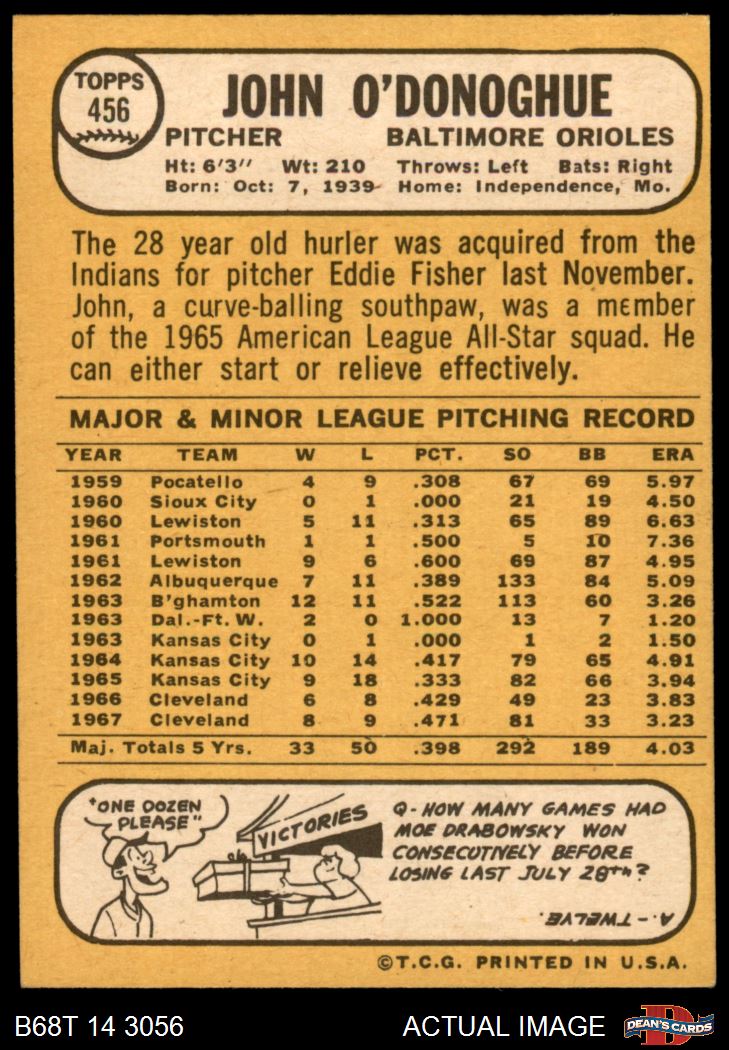 TOPPS
456
JOHN O'DONOGHUE
PITCHER BALTIMORE ORIOLES
Ht: 6'3" Wt: 210 Throws: Left Bats: Right
Born: Oct: 7, 1939 Home: Independence, Mo.
The 28 year old hurler was acquired from the
Indians for pitcher Eddie Fisher last November.
John, a curve-balling southpaw, was a member
of the 1965 American League All-Star squad. He
can either start or relieve effectively.
MAJOR & MINOR LEAGUE PITCHING RECORD
YEAR TEAM W L PCT. SO BB ERA
1959 Pocatello 4 9 .308 67 69 5.97
1960 Sioux City 0 1 .000 21 19 4.50
1960 Lewiston 5 11 .313 65 89 6.63
1961 Portsmouth 1 1 .500 5 10 7.36
1961 Lewiston 9 6 .600 69 87 4.95
1962 Albuquerque 7 11 .389 133 84 5.09
1963 B'ghamton 12 11 .522 113 60 3.26
1963 Dal.-Ft. W. 2 0 1.000 13 7 1.20
1963 Kansas City 0 1 .000 1 2 1.50
1964 Kansas City 10 14 .417 79 65 4.91
1965 Kansas City 9 18 .333 82 66 3.94
1966 Cleveland 6 8 .429 49 23 3.83
1967 Cleveland 8 9 .471 81 33 3.23
Maj. Totals 5 Yrs. 33 50 .398 292 189 4.03
"ONE DOZEN
PLEASE"
VICTORIES
Q- HOW MANY GAMES HAD
MOE DRABOWSKY WON
CONSECUTIVELY BEFORE
LOSING LAST JULY 28TH?
A.- TWELVE.
©T.C.G. PRINTED IN U.S.A.
B68T 14 3056 ACTUAL IMAGE
DEAN'S CARDS